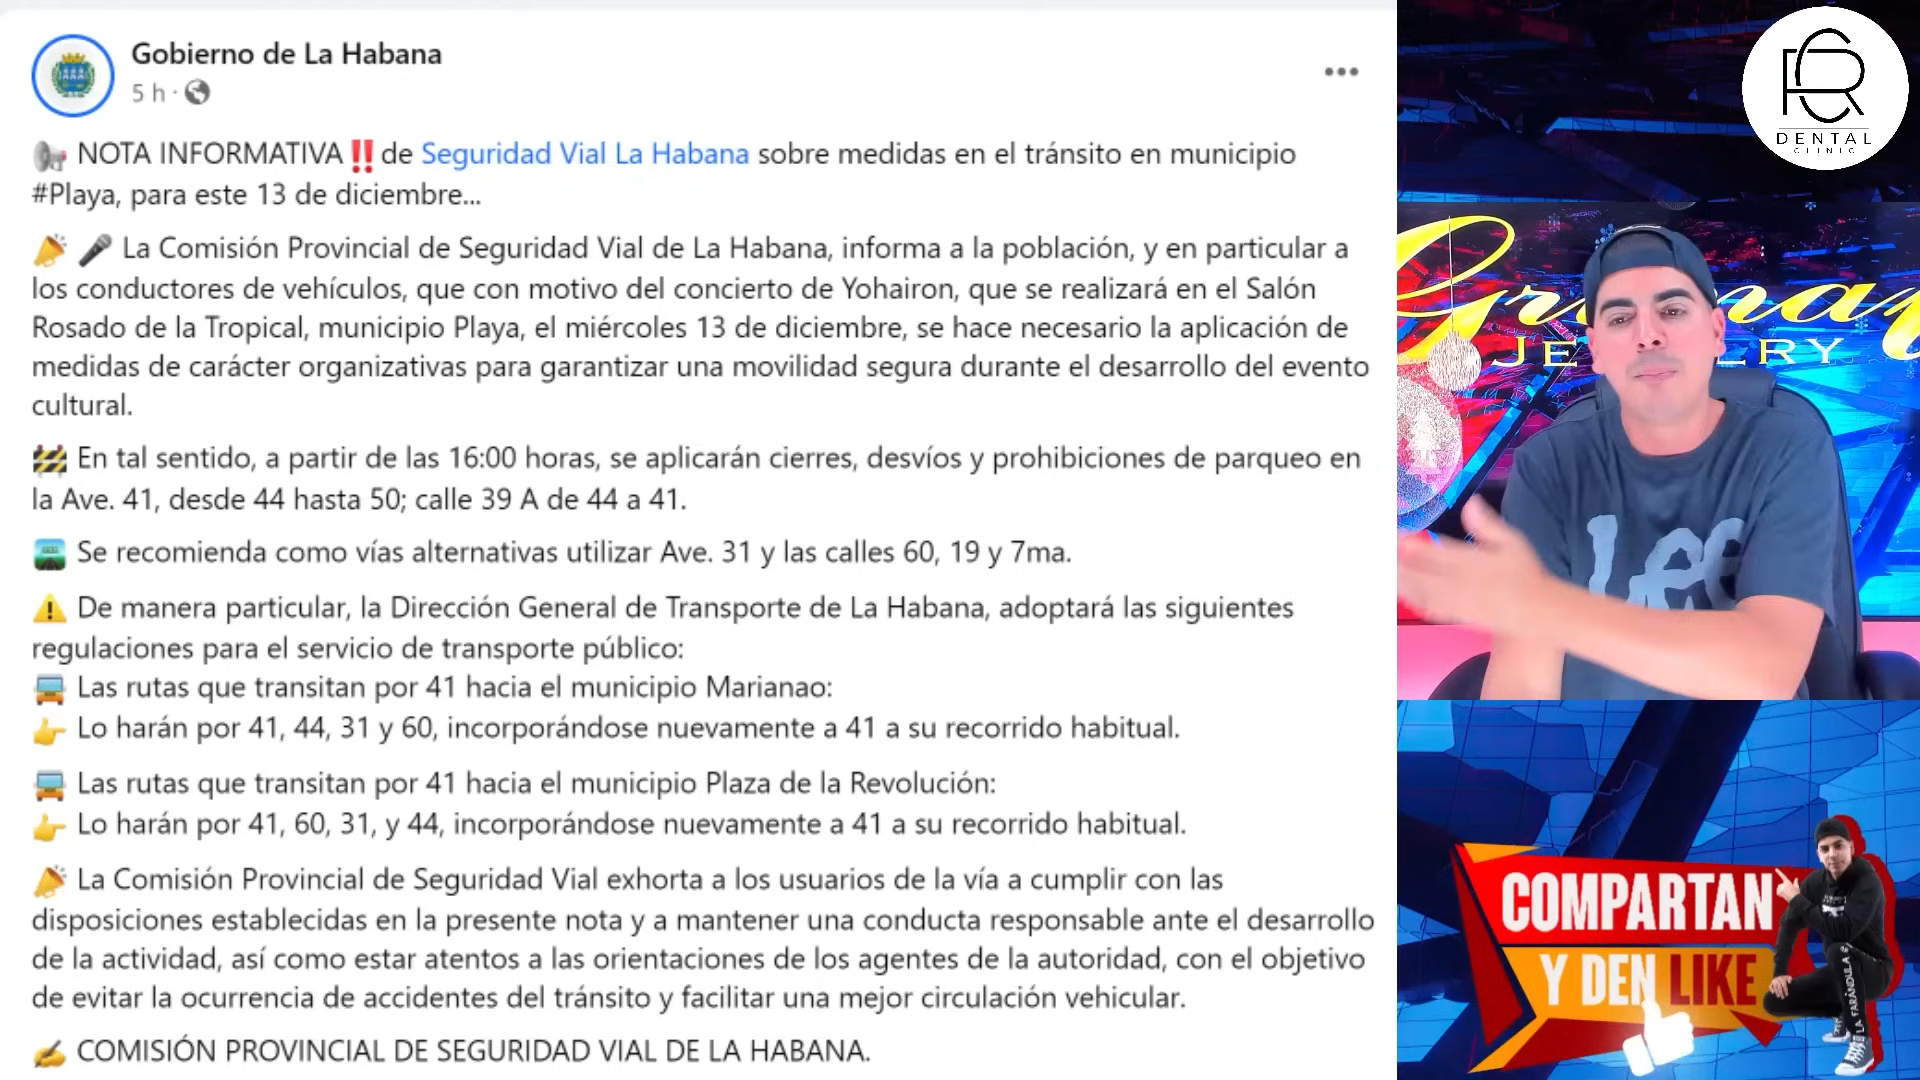 Gobierno de La Habana
5 h ·
NOTA INFORMATIVA‼️de Seguridad Vial La Habana sobre medidas en el tránsito en municipio
#Playa, para este 13 de diciembre...
La Comisión Provincial de Seguridad Vial de La Habana, informa a la población, y en particular a
los conductores de vehículos, que con motivo del concierto de Yohairon, que se realizará en el Salón
Rosado de la Tropical, municipio Playa, el miércoles 13 de diciembre, se hace necesario la aplicación de
medidas de carácter organizativas para garantizar una movilidad segura durante el desarrollo del evento
cultural.
En tal sentido, a partir de las 16:00 horas, se aplicarán cierres, desvíos y prohibiciones de parqueo en
la Ave. 41, desde 44 hasta 50; calle 39 A de 44 a 41.
Se recomienda como vías alternativas utilizar Ave. 31 y las calles 60, 19 y 7ma.
De manera particular, la Dirección General de Transporte de La Habana, adoptará las siguientes
regulaciones para el servicio de transporte público:
Las rutas que transitan por 41 hacia el municipio Marianao:
Lo harán por 41, 44, 31 y 60, incorporándose nuevamente a 41 a su recorrido habitual.
Las rutas que transitan por 41 hacia el municipio Plaza de la Revolución:
Lo harán por 41, 60, 31, y 44, incorporándose nuevamente a 41 a su recorrido habitual.
La Comisión Provincial de Seguridad Vial exhorta a los usuarios de la vía a cumplir con las
disposiciones establecidas en la presente nota y a mantener una conducta responsable ante el desarrollo
de la actividad, así como estar atentos a las orientaciones de los agentes de la autoridad, con el objetivo
de evitar la ocurrencia de accidentes del tránsito y facilitar una mejor circulación vehicular.
COMISIÓN PROVINCIAL DE SEGURIDAD VIAL DE LA HABANA.
DENTAL
CLINIC
Lee
COMPARTAN
Y DEN LIKE
LA FARÁNDULA